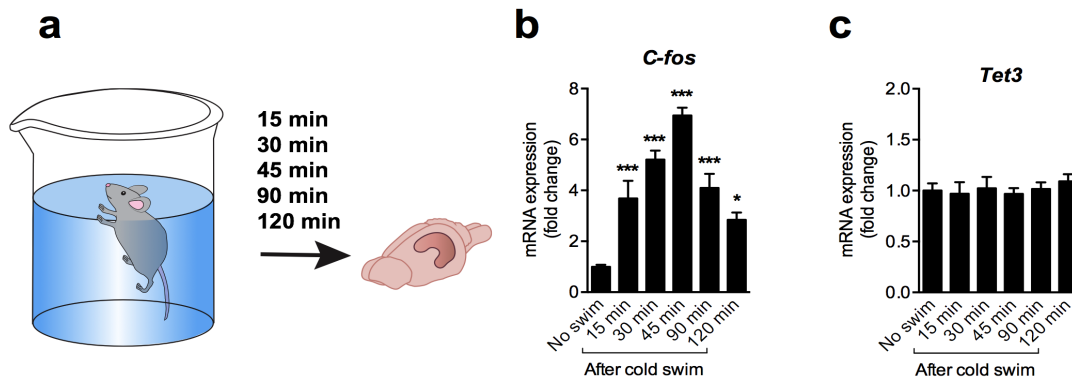 a
15 min
30 min
45 min
90 min
120 min
b
C-fos
mRNA expression
(fold change)
8
6
4
2
0
***
***
***
***
*
No swim
15 min
30 min
45 min
90 min
120 min
After cold swim
c
Tet3
mRNA expression
(fold change)
2.0
1.5
1.0
0.5
0.0
No swim
15 min
30 min
45 min
90 min
120 min
After cold swim